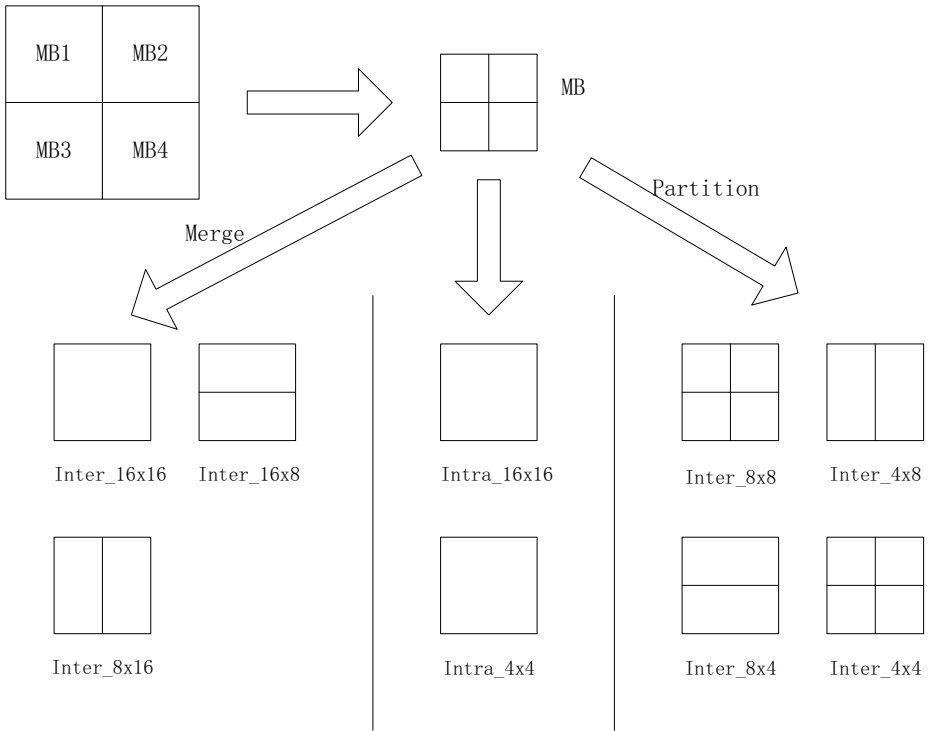 MB1 MB2
MB
MB3 MB4
Partition
Merge
Inter_16x16 Inter_16x8 Intra_16x16 Inter_8x8 Inter_4x8
Inter_8x16 Intra_4x4 Inter_8x4 Inter_4x4